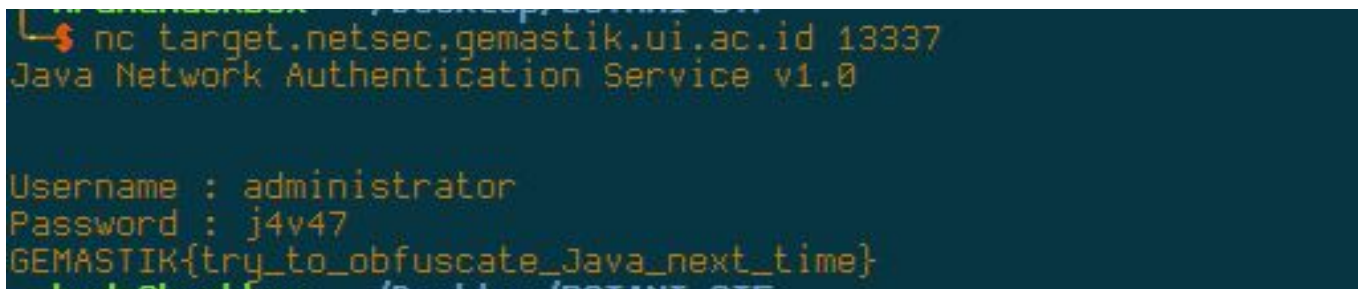 $ nc target.netsec.gemastik.ui.ac.id 13337
Java Network Authentication Service v1.0
Username : administrator
Password : j4v47
GEMASTIK{try_to_obfuscate_Java_next_time}